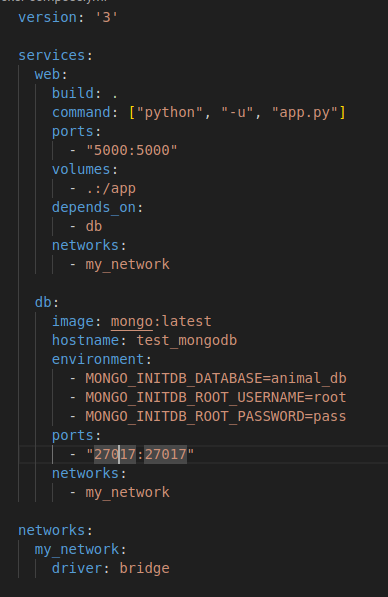 version: '3'
services:
  web:
    build: .
    command: ["python", "-u", "app.py"]
    ports:
      - "5000:5000"
    volumes:
      - .:/app
    depends_on:
      - db
    networks:
      - my_network
  db:
    image: mongo:latest
    hostname: test_mongodb
    environment:
      - MONGO_INITDB_DATABASE=animal_db
      - MONGO_INITDB_ROOT_USERNAME=root
      - MONGO_INITDB_ROOT_PASSWORD=pass
    ports:
      - "27017:27017"
    networks:
      - my_network
networks:
  my_network:
    driver: bridge